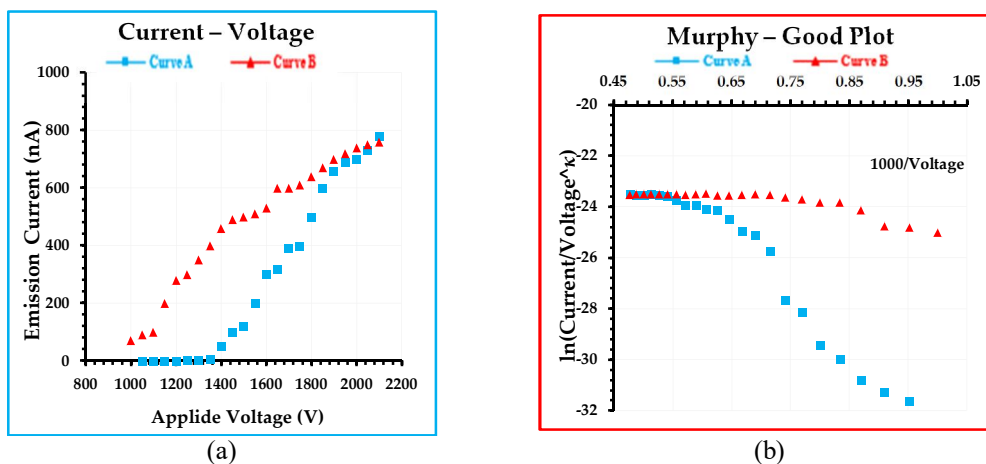 Current – Voltage
Curve A Curve B
1000
800
600
400
200
0
800 1000 1200 1400 1600 1800 2000 2200
Emission Current (nA)
Applide Voltage (V)
(a)
Murphy – Good Plot
Curve A Curve B
0.45 0.55 0.65 0.75 0.85 0.95 1.05
-20
-22
-24
-26
-28
-30
-32
1000/Voltage
ln(Current/Voltage^κ)
(b)